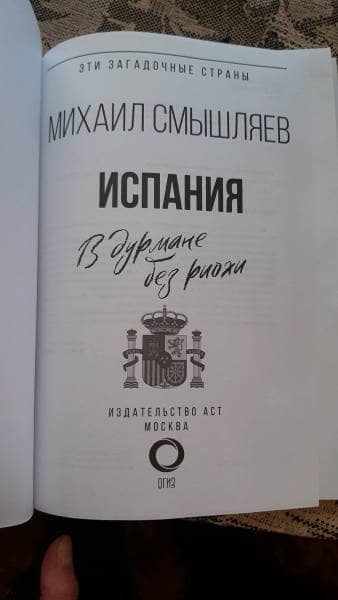 ЭТИ ЗАГАДОЧНЫЕ СТРАНЫ
МИХАИЛ СМЫШЛЯЕВ
ИСПАНИЯ
В дурмане
без риохи
ИЗДАТЕЛЬСТВО АСТ
МОСКВА
ОГИЗ